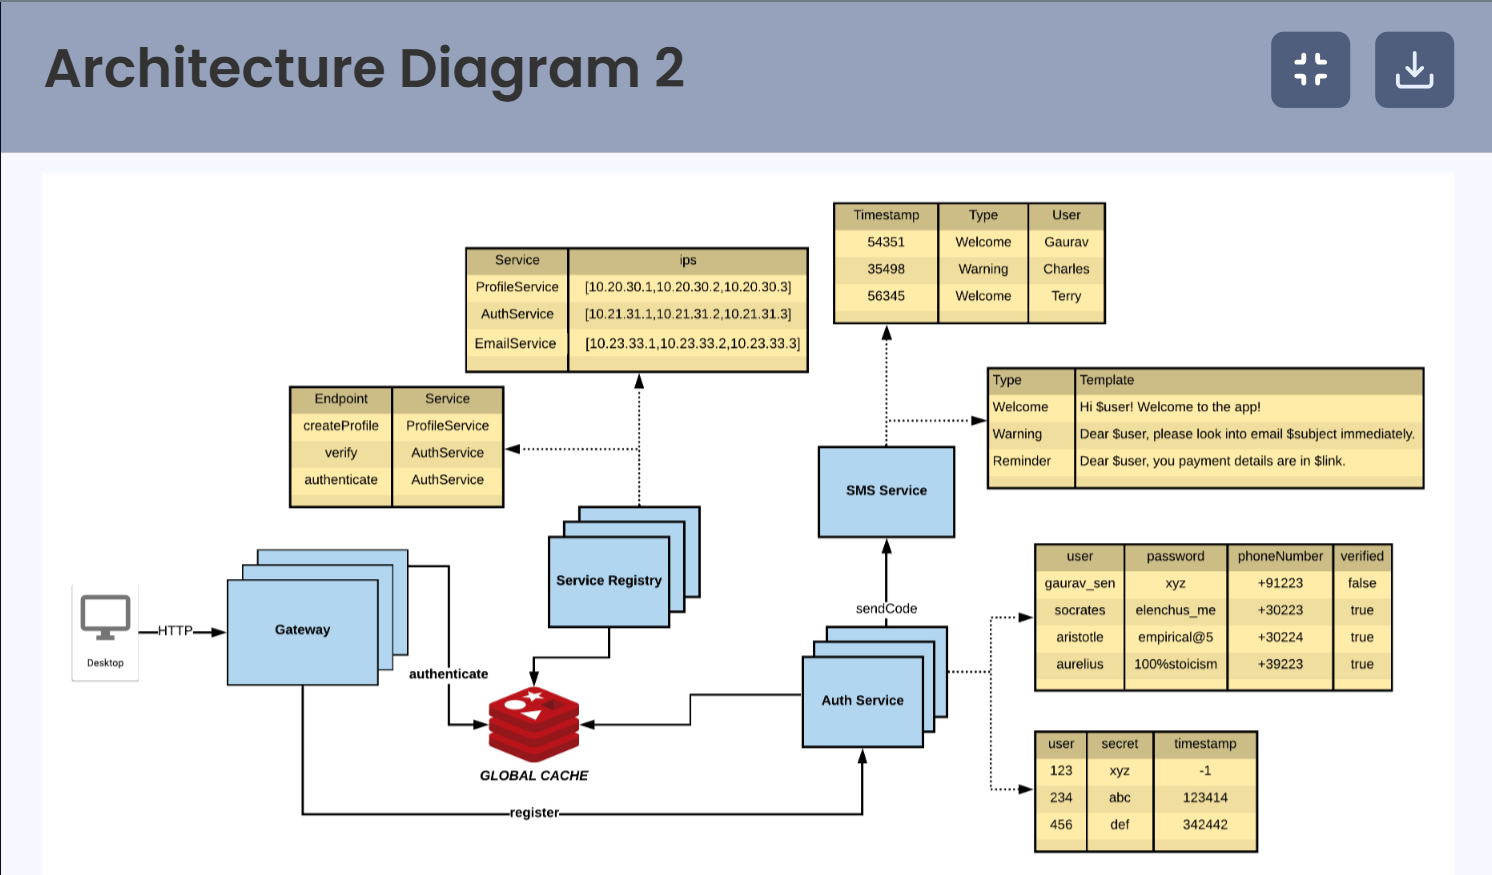 Architecture Diagram 2
Timestamp Type User
54351 Welcome Gaurav
35498 Warning Charles
56345 Welcome Terry
Service ips
ProfileService [10.20.30.1,10.20.30.2,10.20.30.3]
AuthService [10.21.31.1,10.21.31.2,10.21.31.3]
EmailService [10.23.33.1,10.23.33.2,10.23.33.3]
Type Template
Welcome Hi $user! Welcome to the app!
Warning Dear $user, please look into email $subject immediately.
Reminder Dear $user, you payment details are in $link.
Endpoint Service
createProfile ProfileService
verify AuthService
authenticate AuthService
SMS Service
Service Registry
user password phoneNumber verified
gaurav_sen xyz +91223 false
socrates elenchus_me +30223 true
aristotle empirical@5 +30224 true
aurelius 100%stoicism +39223 true
sendCode
HTTP
Gateway
Desktop
authenticate
Auth Service
GLOBAL CACHE
register
user secret timestamp
123 xyz -1
234 abc 123414
456 def 342442